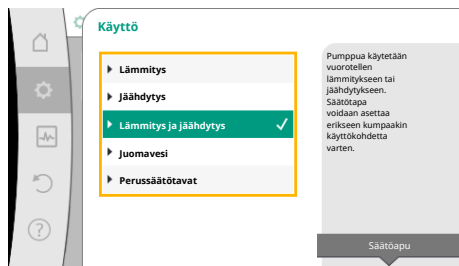 Käyttö
Lämmitys
Jäähdytys
Lämmitys ja jäähdytys
Juomavesi
Perussäätötavat
Pumppua käytetään
vuorotellen
lämmitykseen tai
jäähdytykseen.
Säätötapa
voidaan asettaa
erikseen kumpaakin
käyttökohdetta
varten.
Säätöapu
?